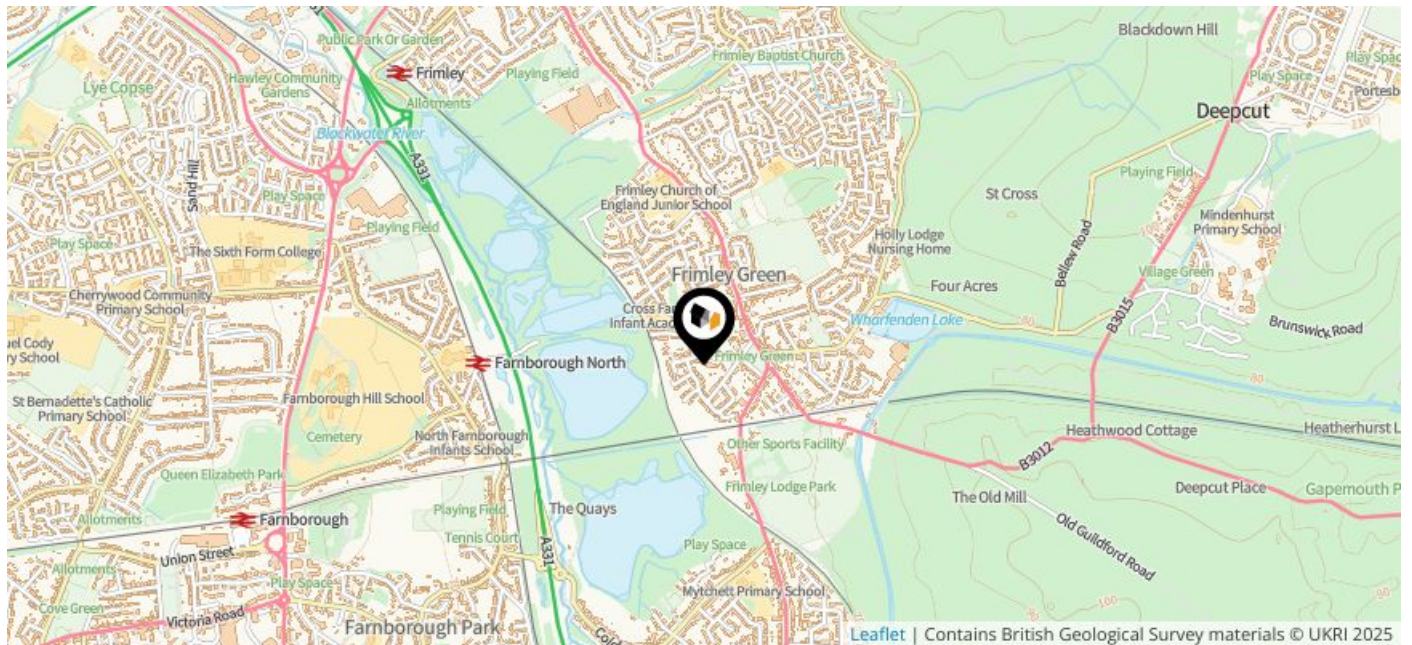 Blackdown Hill
Public Park Or Garden
Frimley Baptist Church
Play Space
Frimley
Playing Field
Hawley Community
Gardens
Lye Copse
Allotments
Deepcut
Blackwater River
A331
Sand Hill
Play Space
Frimley Church of
England Junior School
St Cross
Playing Field
Mindenhurst
Primary School
Playing Field
Play Space
The Sixth Form College
Holly Lodge
Nursing Home
Bellew Road
Frimley Green
Village Green
Cherrywood Community
Primary School
Four Acres
B3015
Wharfenden Lake
80
Brunswick Road
Farnborough North
Frimley Green
Farnborough Hill School
St Bernadette's Catholic
Primary School
Cemetery
North Farnborough
Infants School
Other Sports Facility
Heathwood Cottage
B3012
Queen Elizabeth Park
Frimley Lodge Park
The Old Mill
Deepcut Place
Allotments
Farnborough
Playing Field
The Quays
Old Guildford Road
Union Street
Tennis Court
A331
Play Space
Allotments
Cove Green
Play Space
Mytchett Primary School
100
Victoria Road
Farnborough Park
Leaflet | Contains British Geological Survey materials © UKRI 2025